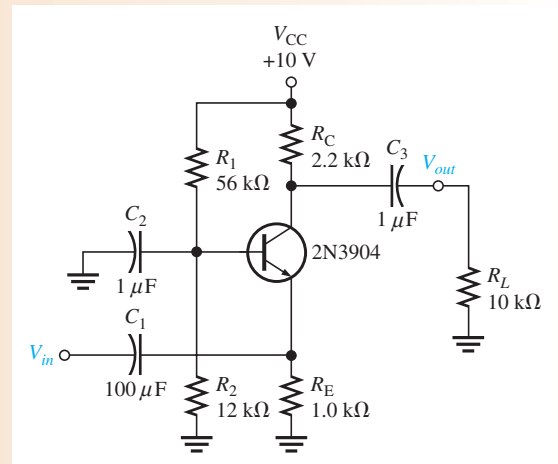 V_CC
+10 V
R_C
2.2 kΩ
C_3
V_out
1 μF
R_1
56 kΩ
C_2
1 μF
2N3904
R_L
10 kΩ
C_1
V_in
100 μF
R_2
12 kΩ
R_E
1.0 kΩ